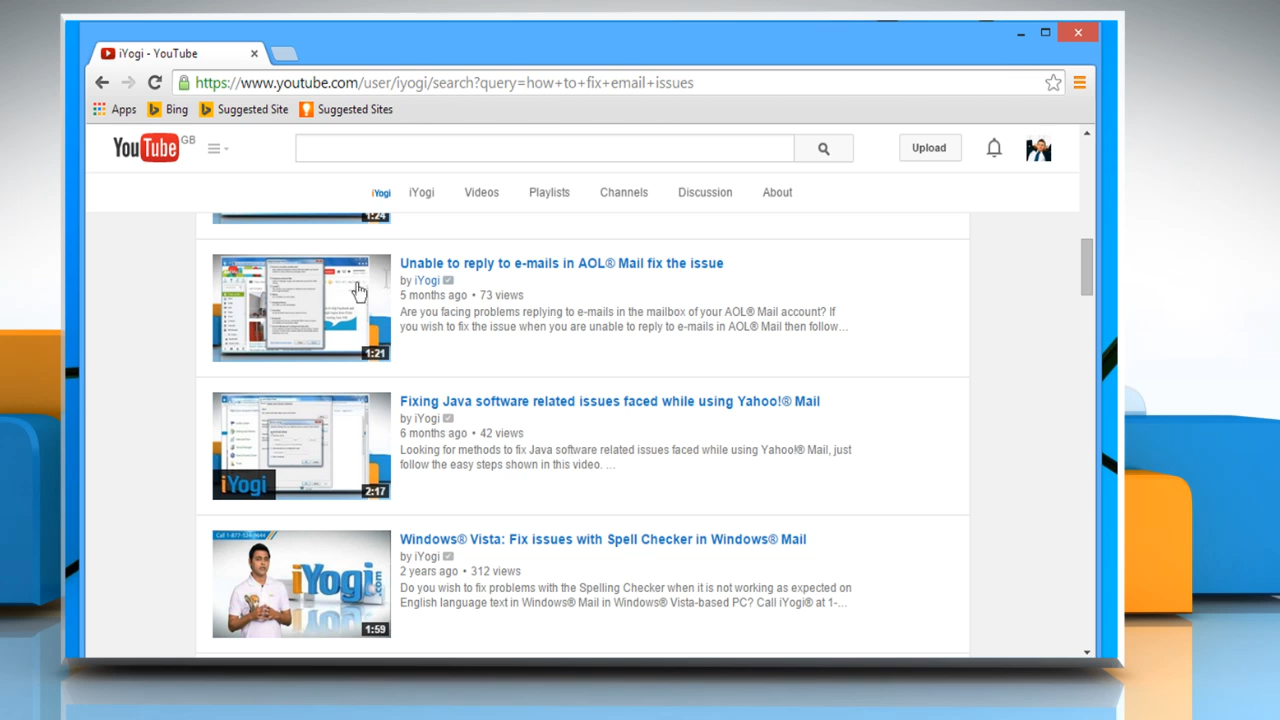 iYogi - YouTube
https://www.youtube.com/user/iyogi/search?query=how+to+fix+email+issues
Apps Bing Suggested Site Suggested Sites
YouTube GB Upload
iYogi iYogi Videos Playlists Channels Discussion About
1:24
Unable to reply to e-mails in AOL® Mail fix the issue
by iYogi
5 months ago • 73 views
Are you facing problems replying to e-mails in the mailbox of your AOL® Mail account? If
you wish to fix the issue when you are unable to reply to e-mails in AOL® Mail then follow...
1:21
Fixing Java software related issues faced while using Yahoo!® Mail
by iYogi
6 months ago • 42 views
Looking for methods to fix Java software related issues faced while using Yahoo!® Mail, just
follow the easy steps shown in this video. ...
iYogi 2:17
Windows® Vista: Fix issues with Spell Checker in Windows® Mail
by iYogi
2 years ago • 312 views
Do you wish to fix problems with the Spelling Checker when it is not working as expected on
English language text in Windows® Mail in Windows® Vista-based PC? Call iYogi® at 1-...
iYogi.com
1:59